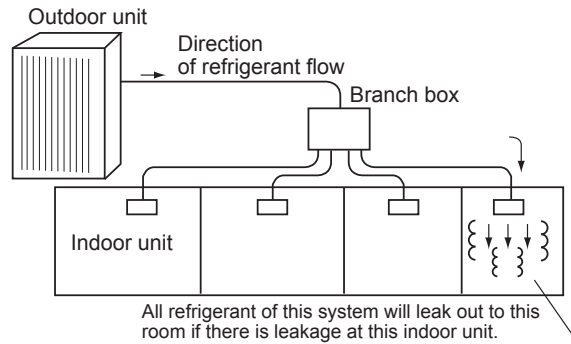 Outdoor unit
Direction
of refrigerant flow
Branch box
Indoor unit
All refrigerant of this system will leak out to this
room if there is leakage at this indoor unit.